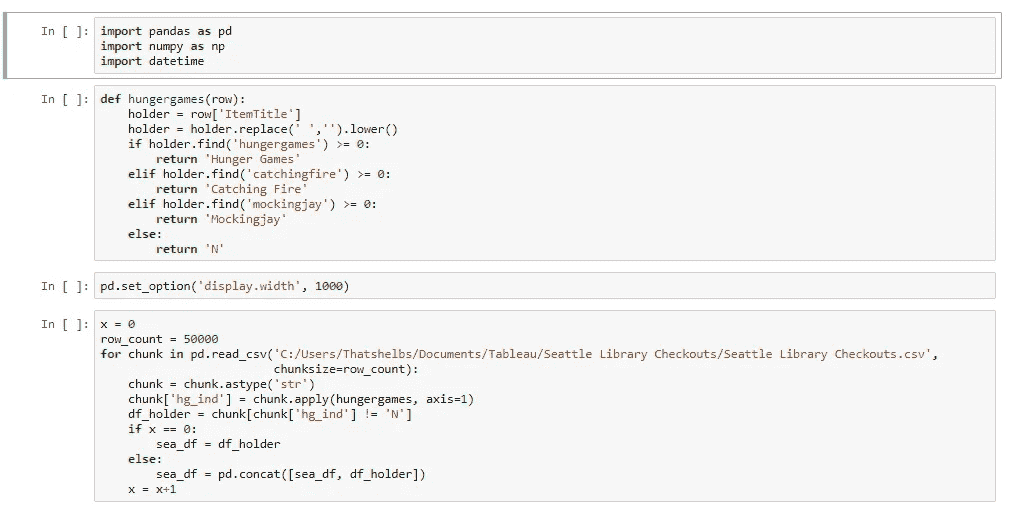 In [ ]: import pandas as pd
import numpy as np
import datetime
In [ ]: def hungergames(row):
    holder = row['ItemTitle']
    holder = holder.replace(' ','').lower()
    if holder.find('hungergames') >= 0:
        return 'Hunger Games'
    elif holder.find('catchingfire') >= 0:
        return 'Catching Fire'
    elif holder.find('mockingjay') >= 0:
        return 'Mockingjay'
    else:
        return 'N'
In [ ]: pd.set_option('display.width', 1000)
In [ ]: x = 0
row_count = 50000
for chunk in pd.read_csv('C:/Users/Thatshelbs/Documents/Tableau/Seattle Library Checkouts/Seattle Library Checkouts.csv',
                         chunksize=row_count):
    chunk = chunk.astype('str')
    chunk['hg_ind'] = chunk.apply(hungergames, axis=1)
    df_holder = chunk[chunk['hg_ind'] != 'N']
    if x == 0:
        sea_df = df_holder
    else:
        sea_df = pd.concat([sea_df, df_holder])
    x = x+1